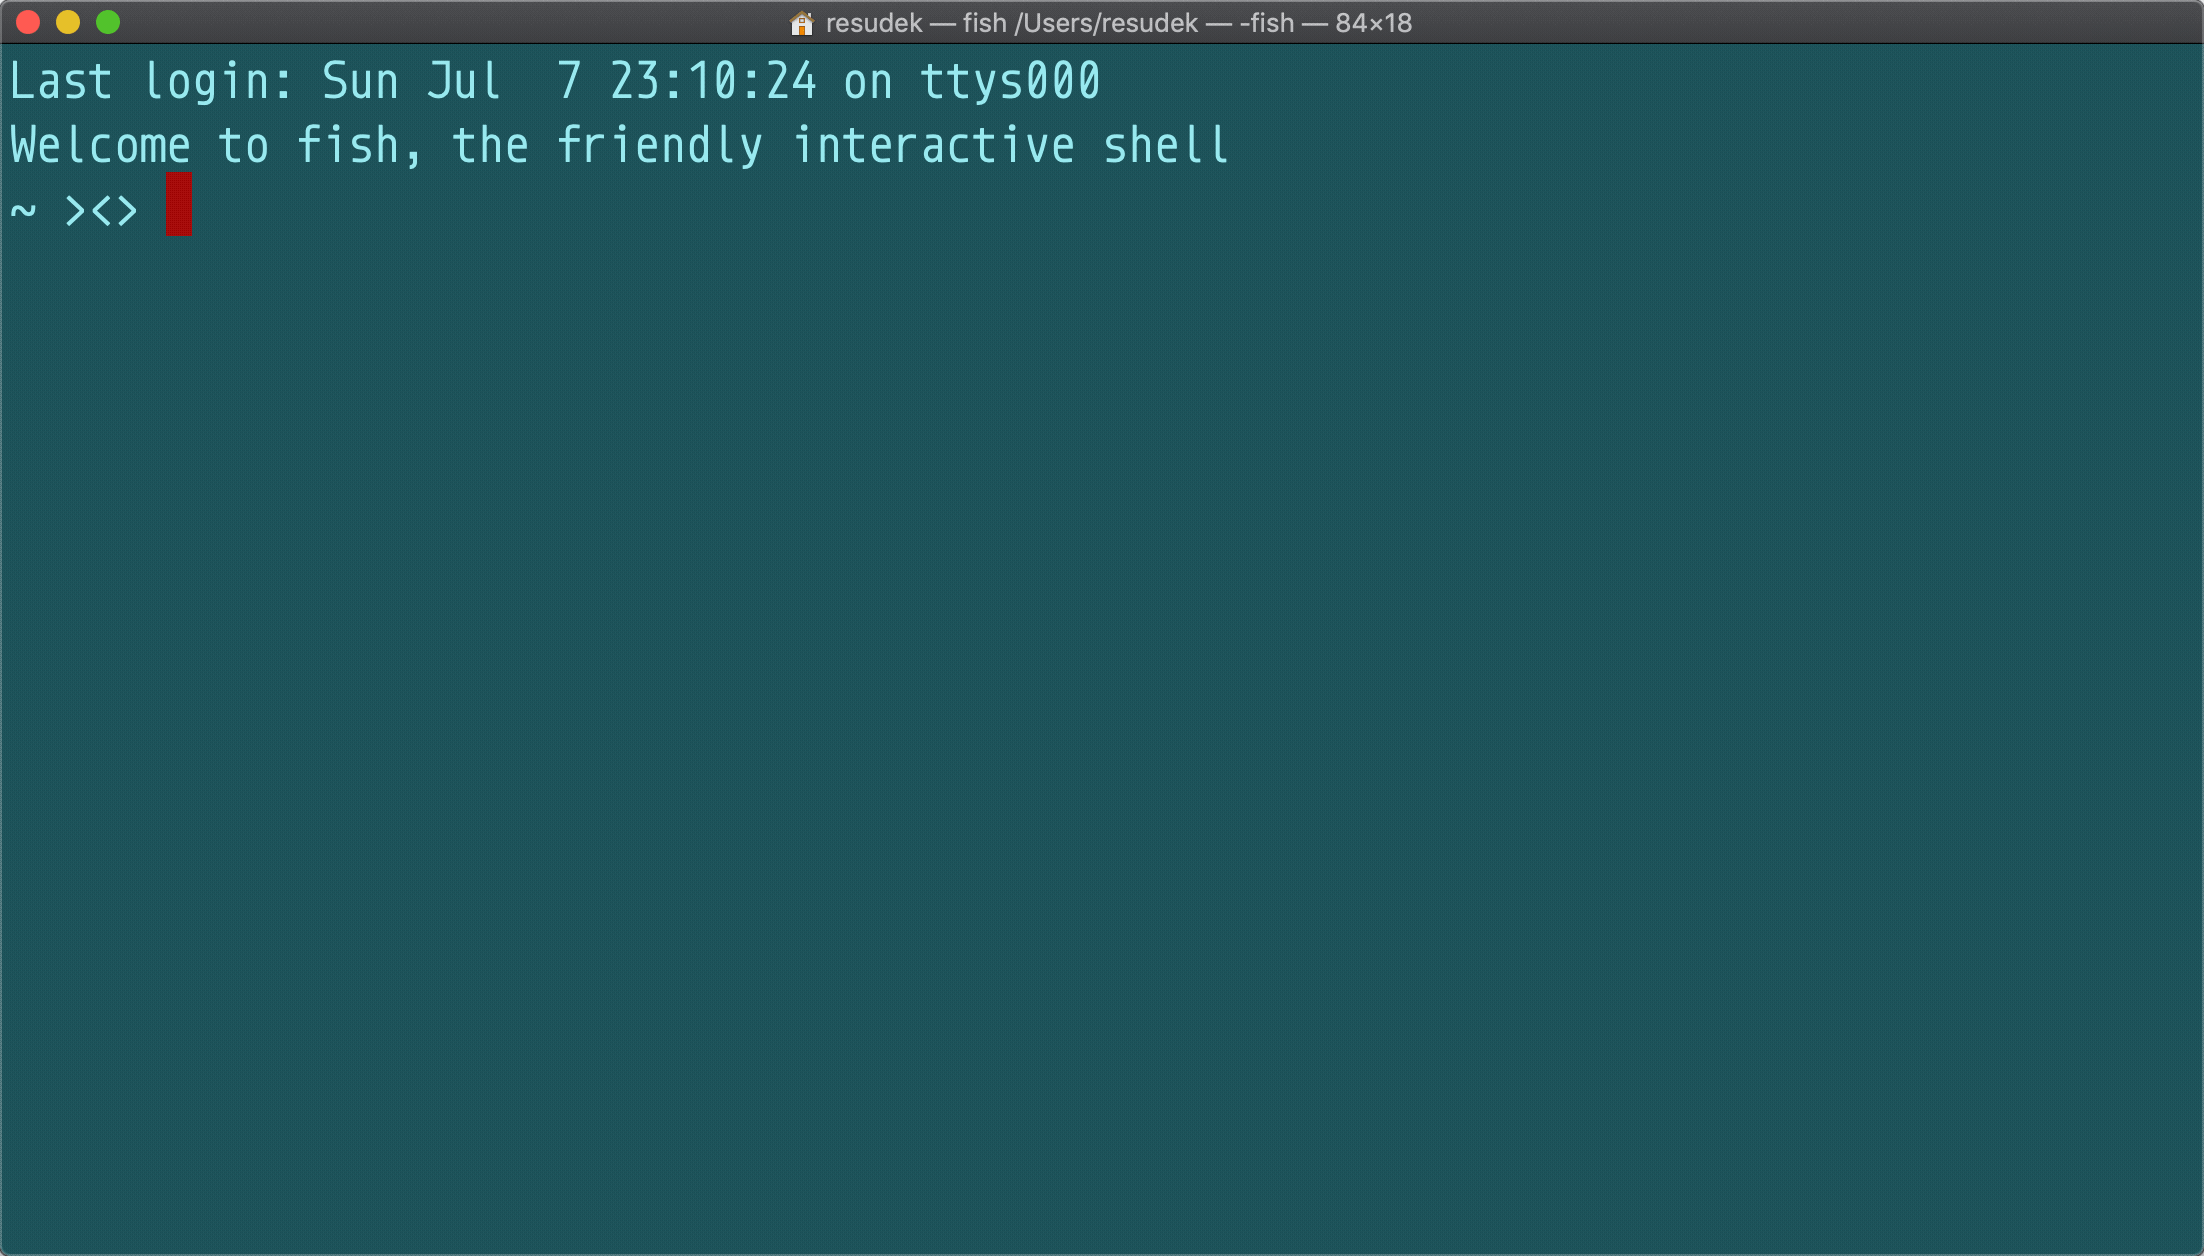 resudek — fish /Users/resudek — -fish — 84×18
Last login: Sun Jul  7 23:10:24 on ttys000
Welcome to fish, the friendly interactive shell
~ ><>